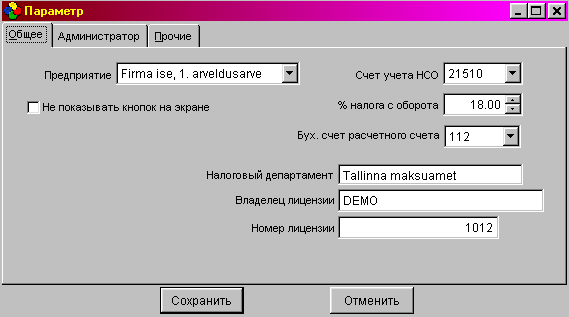 Параметр
Общее Администратор Прочие
Предприятие Firma ise, 1. arveldusarve Счет учета НСО 21510
Не показывать кнопок на экране % налога с оборота 18.00
Бух. счет расчетного счета 112
Налоговый департамент Tallinna maksuamet
Владелец лицензии DEMO
Номер лицензии 1012
Сохранить Отменить